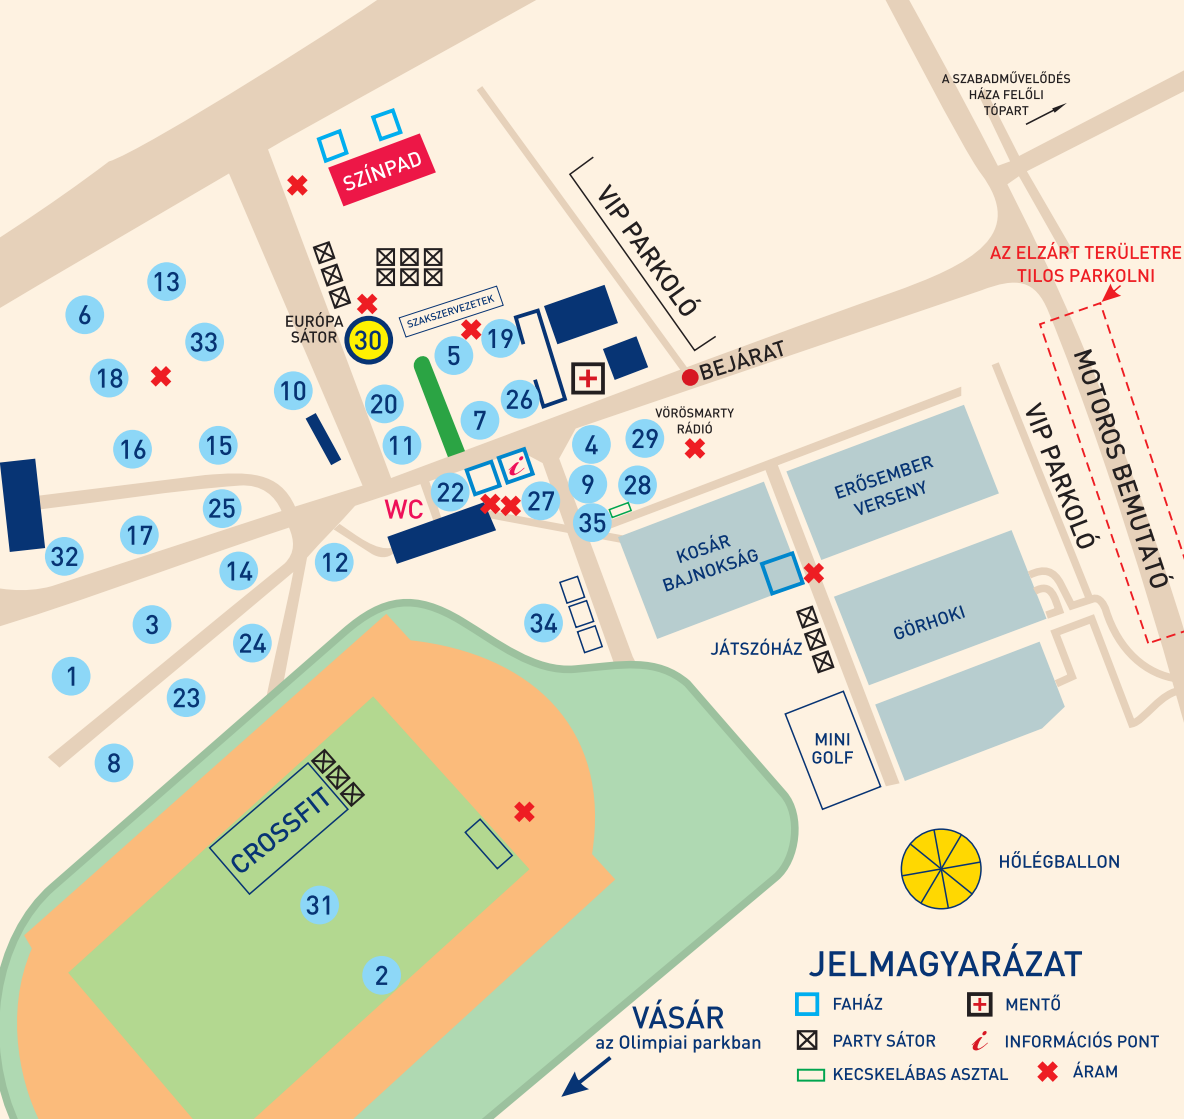 A SZABADMŰVELŐDÉS
HÁZA FELŐLI
TÓPART
SZÍNPAD
VIP PARKOLÓ
AZ ELZÁRT TERÜLETRE
TILOS PARKOLNI
13
6
SZAKSZERVEZETEK
EURÓPA
SÁTOR
30
33
19
5
BEJÁRAT
18
10
20
26
7
VÖRÖSMARTY
RÁDIÓ
VIP PARKOLÓ
MOTOROS BEMUTATÓ
16
15
11
4
29
i
22
27
9
28
ERŐSEMBER
VERSENY
25
WC
35
17
32
14
12
KOSÁR
BAJNOKSÁG
3
24
34
GÖRHOKI
JÁTSZÓHÁZ
1
23
8
MINI
GOLF
CROSSFIT
31
2
HŐLÉGBALLON
JELMAGYARÁZAT
FAHÁZ
MENTŐ
PARTY SÁTOR
i INFORMÁCIÓS PONT
KECSKELÁBAS ASZTAL
ÁRAM
VÁSÁR
az Olimpiai parkban